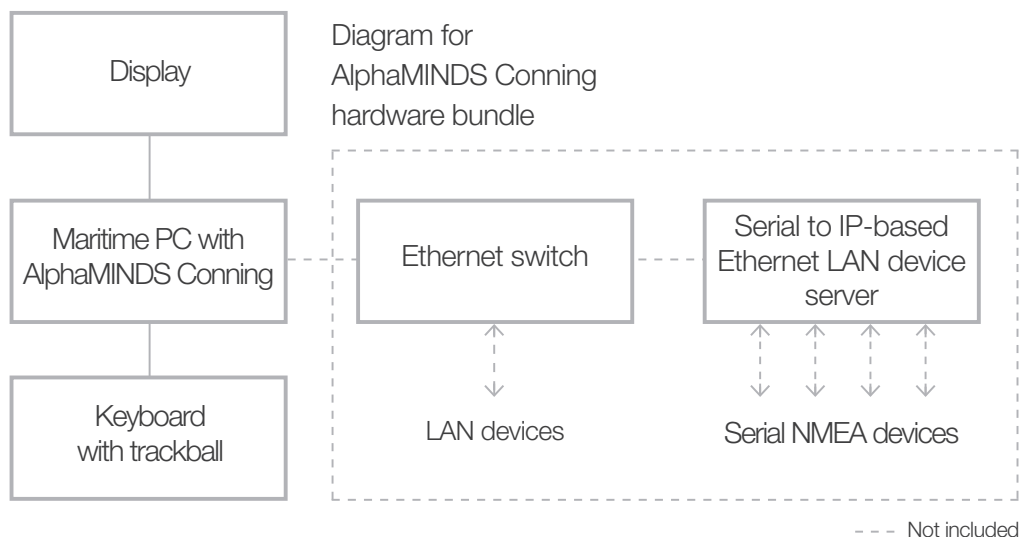 Display
Diagram for
AlphaMINDS Conning
hardware bundle
Maritime PC with
AlphaMINDS Conning
Ethernet switch
Serial to IP-based
Ethernet LAN device
server
Keyboard
with trackball
LAN devices
Serial NMEA devices
Not included